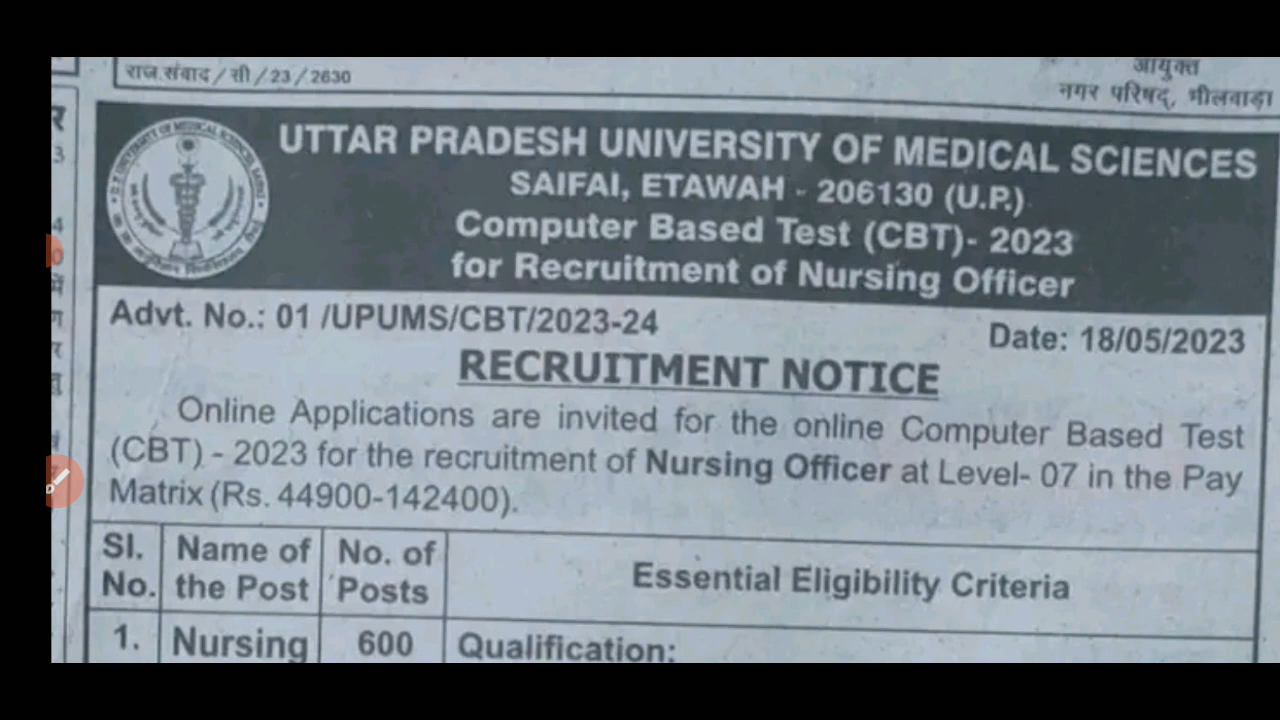 राज.संवाद / सी / 23 / 2630
आयुक्त
नगर परिषद्, भीलवाड़ा
UTTAR PRADESH UNIVERSITY OF MEDICAL SCIENCES
SAIFAI, ETAWAH - 206130 (U.P.)
Computer Based Test (CBT)- 2023
for Recruitment of Nursing Officer
Advt. No.: 01 /UPUMS/CBT/2023-24
Date: 18/05/2023
RECRUITMENT NOTICE
Online Applications are invited for the online Computer Based Test
(CBT) - 2023 for the recruitment of Nursing Officer at Level- 07 in the Pay
Matrix (Rs. 44900-142400).
Sl. No. Name of the Post No. of Posts Essential Eligibility Criteria
1. Nursing 600 Qualification: